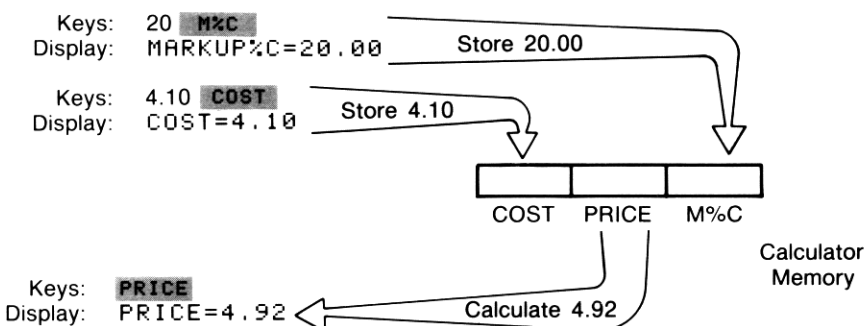 Keys: 20 M%C
Display: MARKUP%C=20.00
Store 20.00
Keys: 4.10 COST
Display: COST=4.10
Store 4.10
COST PRICE M%C
Calculator
Memory
Keys: PRICE
Display: PRICE=4.92
Calculate 4.92